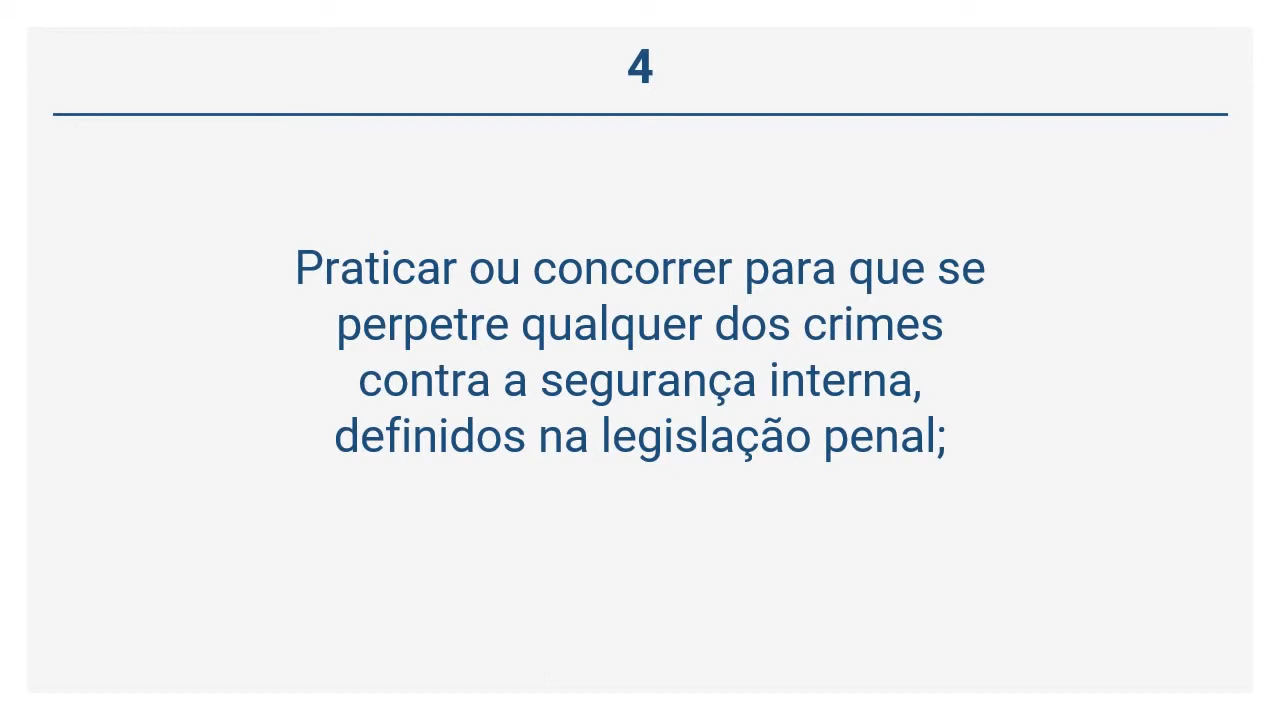 4
Praticar ou concorrer para que se
perpetre qualquer dos crimes
contra a segurança interna,
definidos na legislação penal;